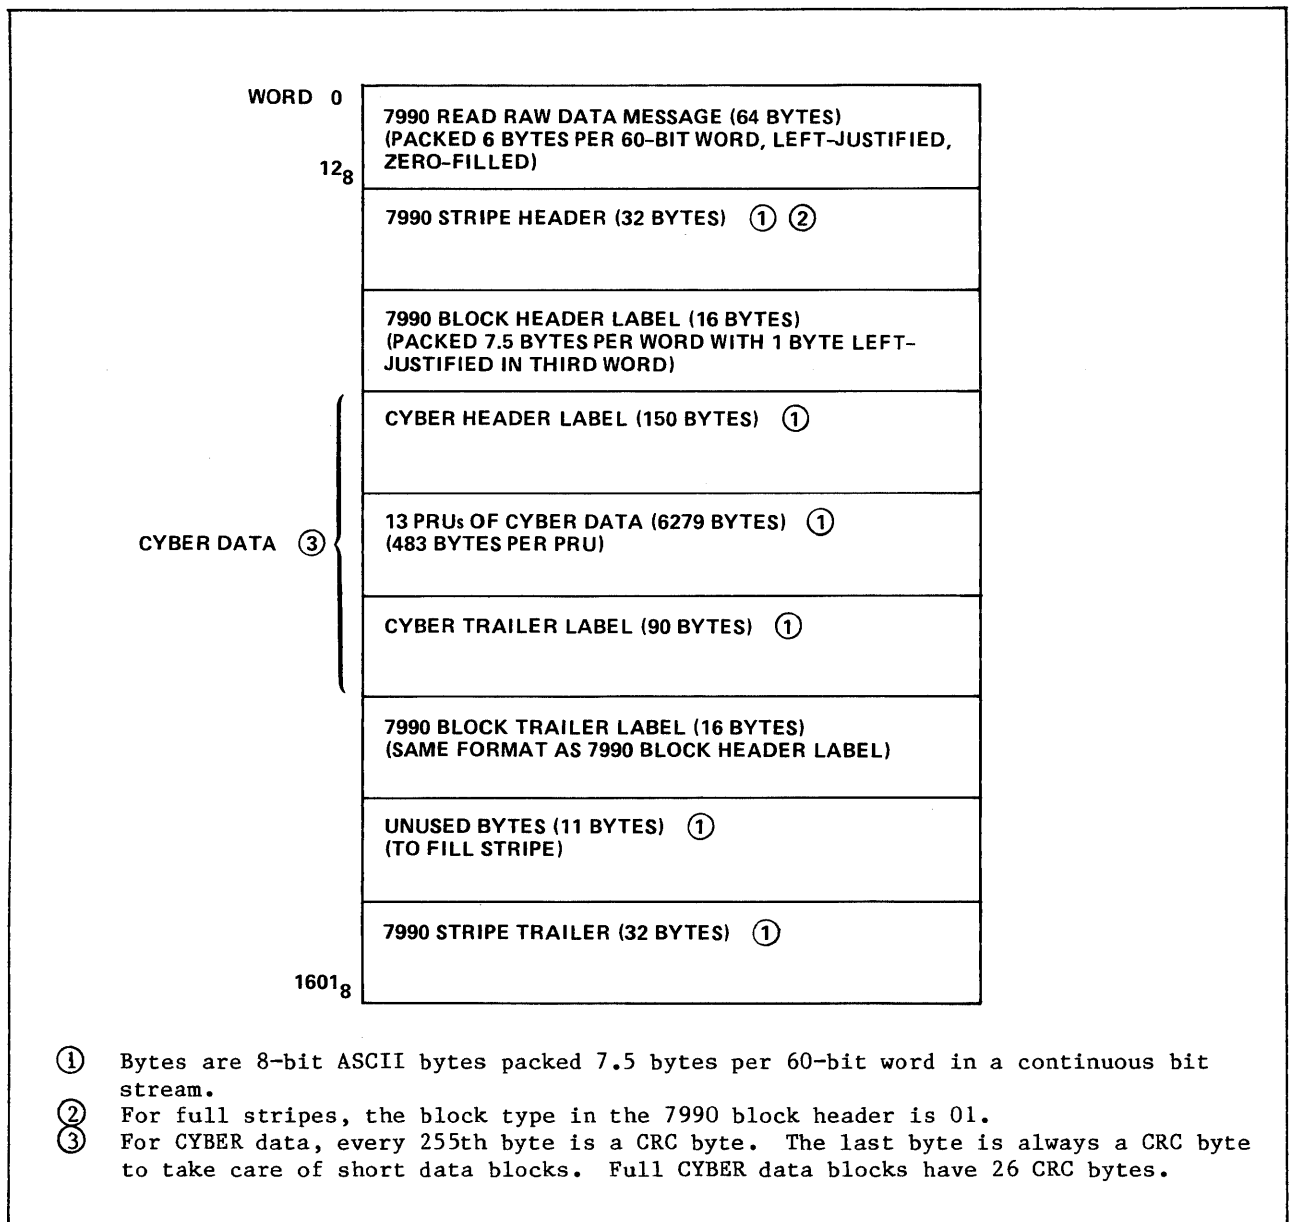 WORD 0
7990 READ RAW DATA MESSAGE (64 BYTES)
(PACKED 6 BYTES PER 60-BIT WORD, LEFT-JUSTIFIED,
ZERO-FILLED)
12₈
7990 STRIPE HEADER (32 BYTES) ① ②
7990 BLOCK HEADER LABEL (16 BYTES)
(PACKED 7.5 BYTES PER WORD WITH 1 BYTE LEFT-
JUSTIFIED IN THIRD WORD)
CYBER HEADER LABEL (150 BYTES) ①
13 PRUs OF CYBER DATA (6279 BYTES) ①
(483 BYTES PER PRU)
CYBER DATA ③
CYBER TRAILER LABEL (90 BYTES) ①
7990 BLOCK TRAILER LABEL (16 BYTES)
(SAME FORMAT AS 7990 BLOCK HEADER LABEL)
UNUSED BYTES (11 BYTES) ①
(TO FILL STRIPE)
7990 STRIPE TRAILER (32 BYTES) ①
1601₈
① Bytes are 8-bit ASCII bytes packed 7.5 bytes per 60-bit word in a continuous bit
stream.
② For full stripes, the block type in the 7990 block header is 01.
③ For CYBER data, every 255th byte is a CRC byte. The last byte is always a CRC byte
to take care of short data blocks. Full CYBER data blocks have 26 CRC bytes.